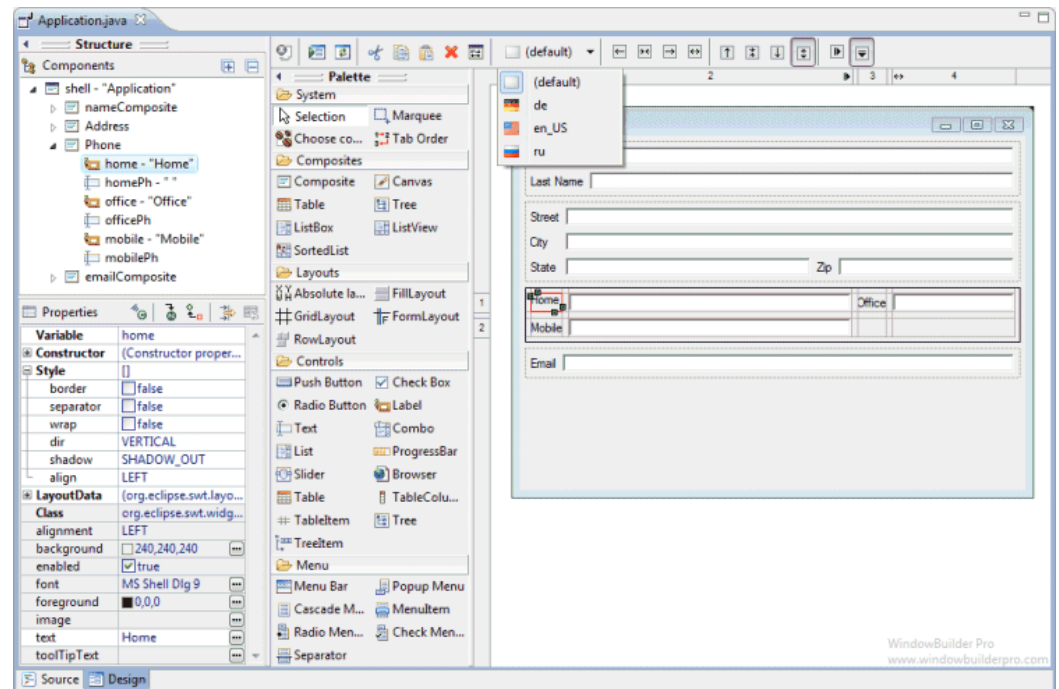 Application.java
Structure
Components
shell - "Application"
nameComposite
Address
Phone
home - "Home"
homePh - " "
office - "Office"
officePh
mobile - "Mobile"
mobilePh
emailComposite
Properties
Variable home
Constructor (Constructor proper...
Style []
border false
separator false
wrap false
dir VERTICAL
shadow SHADOW_OUT
align LEFT
LayoutData (org.eclipse.swt.layo...
Class org.eclipse.swt.widg...
alignment LEFT
background 240,240,240
enabled true
font MS Shell Dlg 9
foreground 0,0,0
image
text Home
toolTipText
Palette
System
Selection Marquee
Choose co... Tab Order
Composites
Composite Canvas
Table Tree
ListBox ListView
SortedList
Layouts
Absolute la... FillLayout
GridLayout FormLayout
RowLayout
Controls
Push Button Check Box
Radio Button Label
Text Combo
List ProgressBar
Slider Browser
Table TableColu...
TableItem Tree
TreeItem
Menu
Menu Bar Popup Menu
Cascade M... MenuItem
Radio Men... Check Men...
Separator
(default)
(default)
de
en_US
ru
2 3 4
1
2
Last Name
Street
City
State Zip
Home Office
Mobile
Email
WindowBuilder Pro
www.windowbuilderpro.com
Source Design